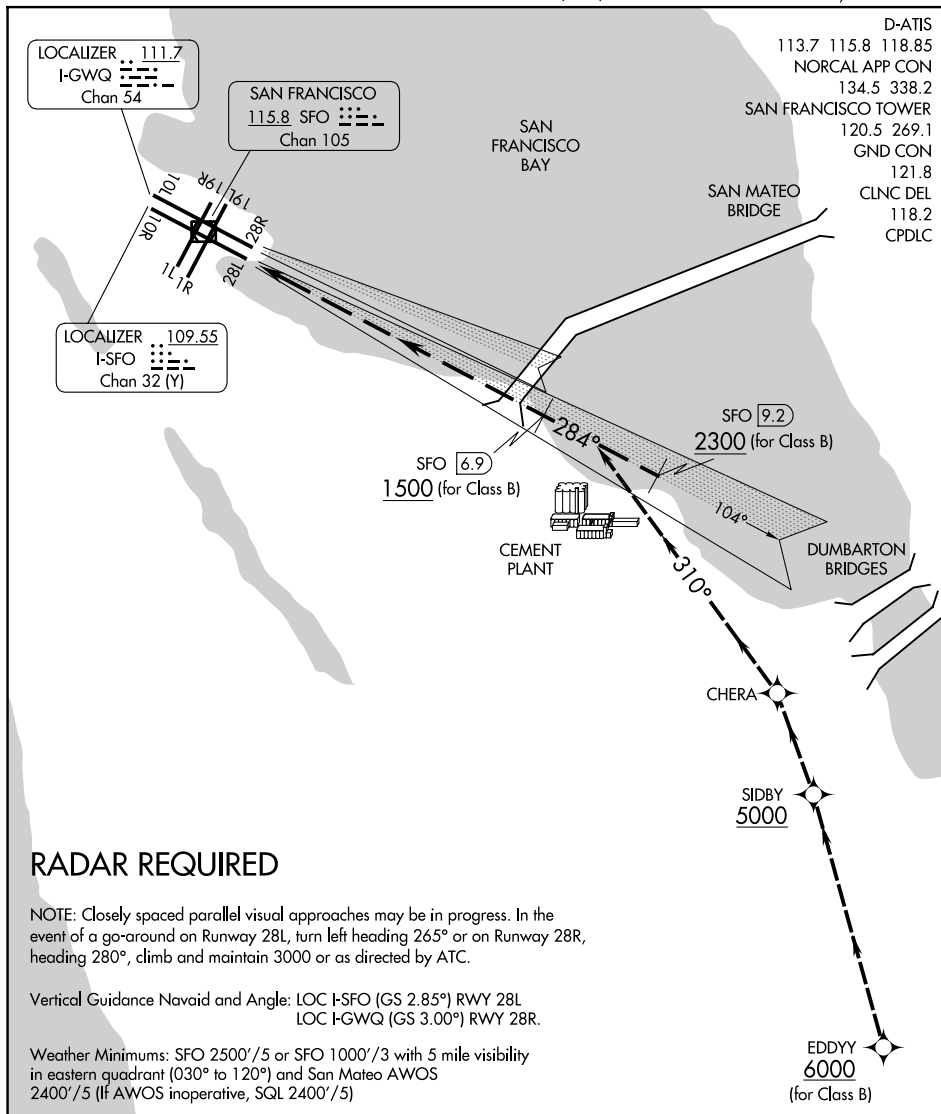 D-ATIS
113.7 115.8 118.85
NORCAL APP CON
134.5 338.2
SAN FRANCISCO TOWER
120.5 269.1
GND CON
121.8
CLNC DEL
118.2
CPDLC
LOCALIZER 111.7
I-GWQ
Chan 54
SAN FRANCISCO
115.8 SFO
Chan 105
SAN
FRANCISCO
BAY
SAN MATEO
BRIDGE
10L
10R
19R
19L
28R
28L
1L
1R
LOCALIZER 109.55
I-SFO
Chan 32 (Y)
284°
SFO 9.2
2300 (for Class B)
SFO 6.9
1500 (for Class B)
104°
CEMENT
PLANT
DUMBARTON
BRIDGES
310°
CHERA
SIDBY
5000
RADAR REQUIRED
NOTE: Closely spaced parallel visual approaches may be in progress. In the
event of a go-around on Runway 28L, turn left heading 265° or on Runway 28R,
heading 280°, climb and maintain 3000 or as directed by ATC.
Vertical Guidance Navaid and Angle: LOC I-SFO (GS 2.85°) RWY 28L
LOC I-GWQ (GS 3.00°) RWY 28R.
Weather Minimums: SFO 2500'/5 or SFO 1000'/3 with 5 mile visibility
in eastern quadrant (030° to 120°) and San Mateo AWOS
2400'/5 (If AWOS inoperative, SQL 2400'/5)
EDDYY
6000
(for Class B)